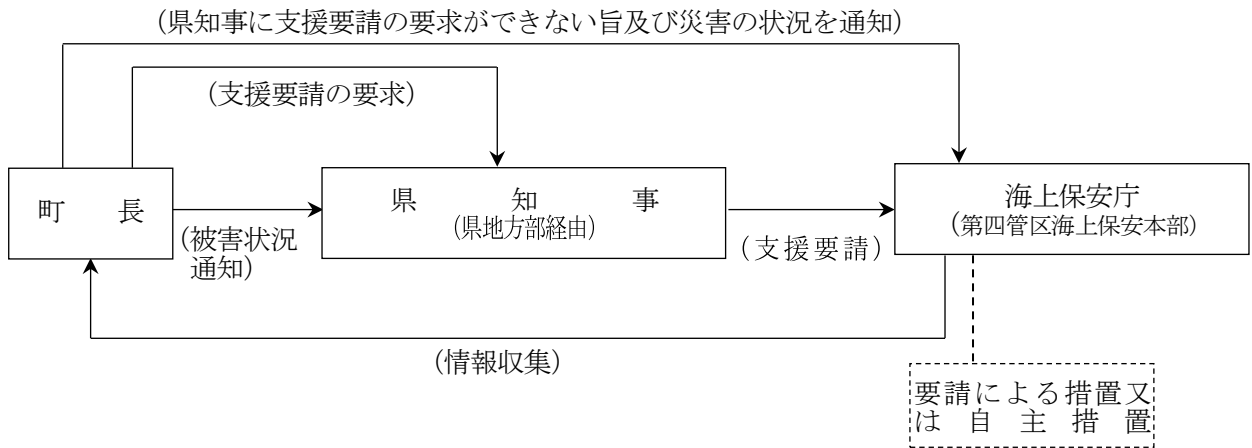 (県知事に支援要請の要求ができない旨及び災害の状況を通知)
(支援要請の要求)
町長
県知事
(県地方部経由)
海上保安庁
(第四管区海上保安本部)
(被害状況
通知)
(支援要請)
(情報収集)
要請による措置又
は自主措置